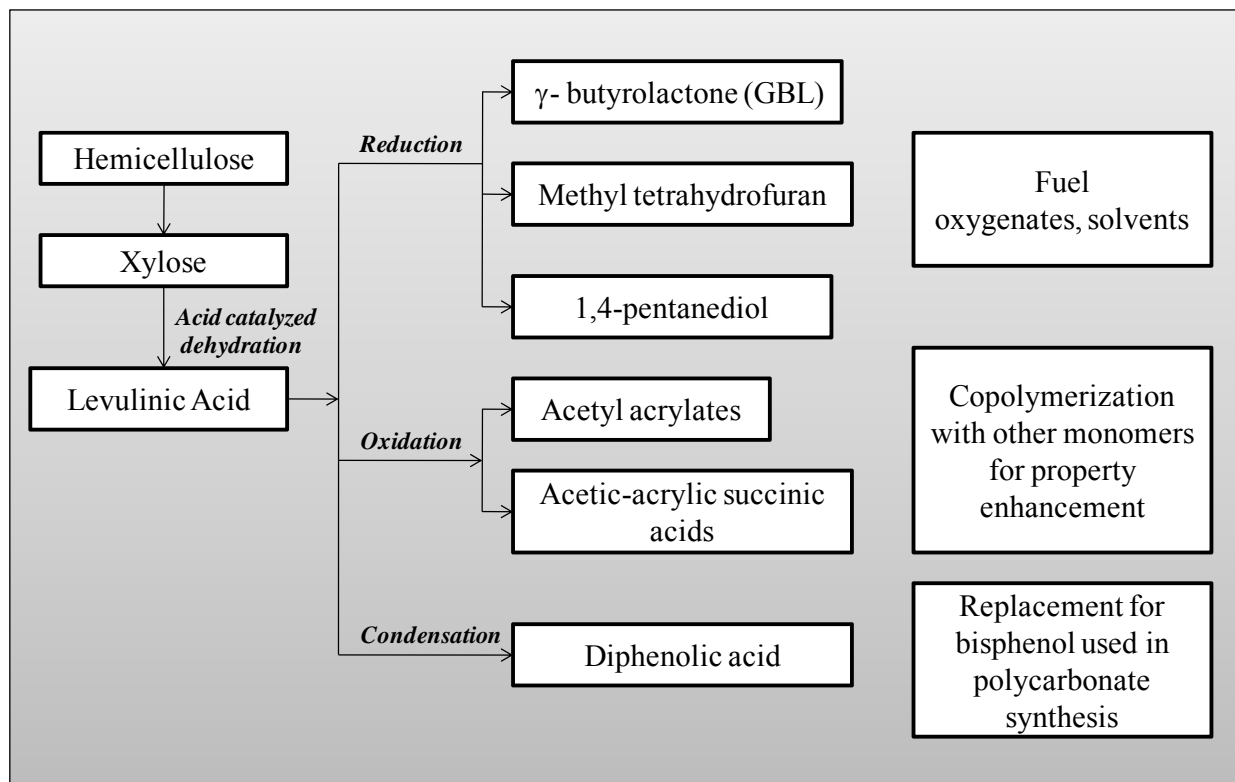 Hemicellulose
Xylose
Acid catalyzed
dehydration
Levulinic Acid
Reduction
γ- butyrolactone (GBL)
Methyl tetrahydrofuran
1,4-pentanediol
Fuel
oxygenates, solvents
Oxidation
Acetyl acrylates
Acetic-acrylic succinic
acids
Copolymerization
with other monomers
for property
enhancement
Condensation
Diphenolic acid
Replacement for
bisphenol used in
polycarbonate
synthesis